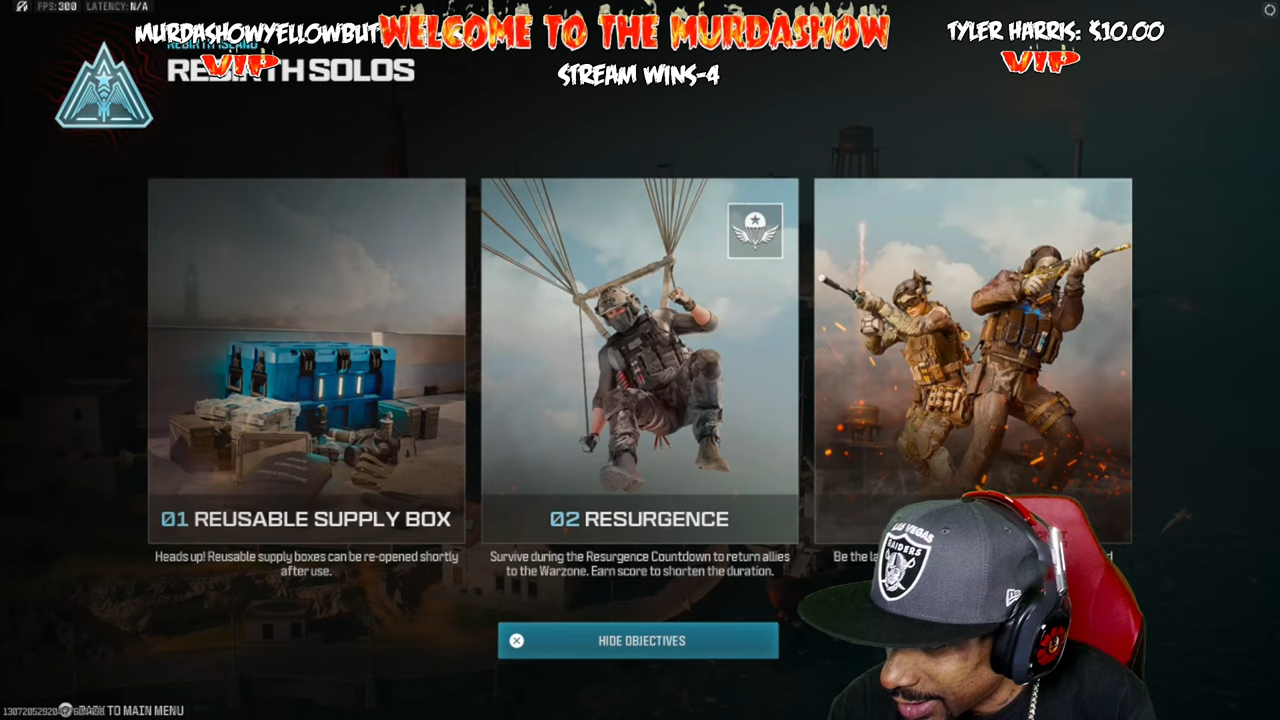 FPS: 300 LATENCY: N/A
MURDASHOWYELLOWBUT
WELCOME TO THE MURDASHOW
TYLER HARRIS: $10.00
REBIRTH ISLAND
VIP
REBIRTH SOLOS
STREAM WINS-4
VIP
01 REUSABLE SUPPLY BOX
02 RESURGENCE
Heads up! Reusable supply boxes can be re-opened shortly
after use.
Survive during the Resurgence Countdown to return allies
to the Warzone. Earn score to shorten the duration.
Be the
LAS VEGAS
RAIDERS
HIDE OBJECTIVES
BACK TO MAIN MENU